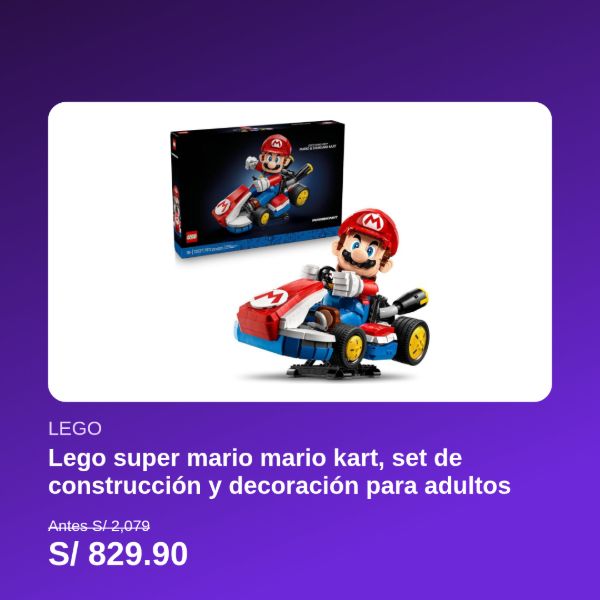 LEGO
Lego super mario mario kart, set de
construcción y decoración para adultos
Antes S/ 2,079
S/ 829.90